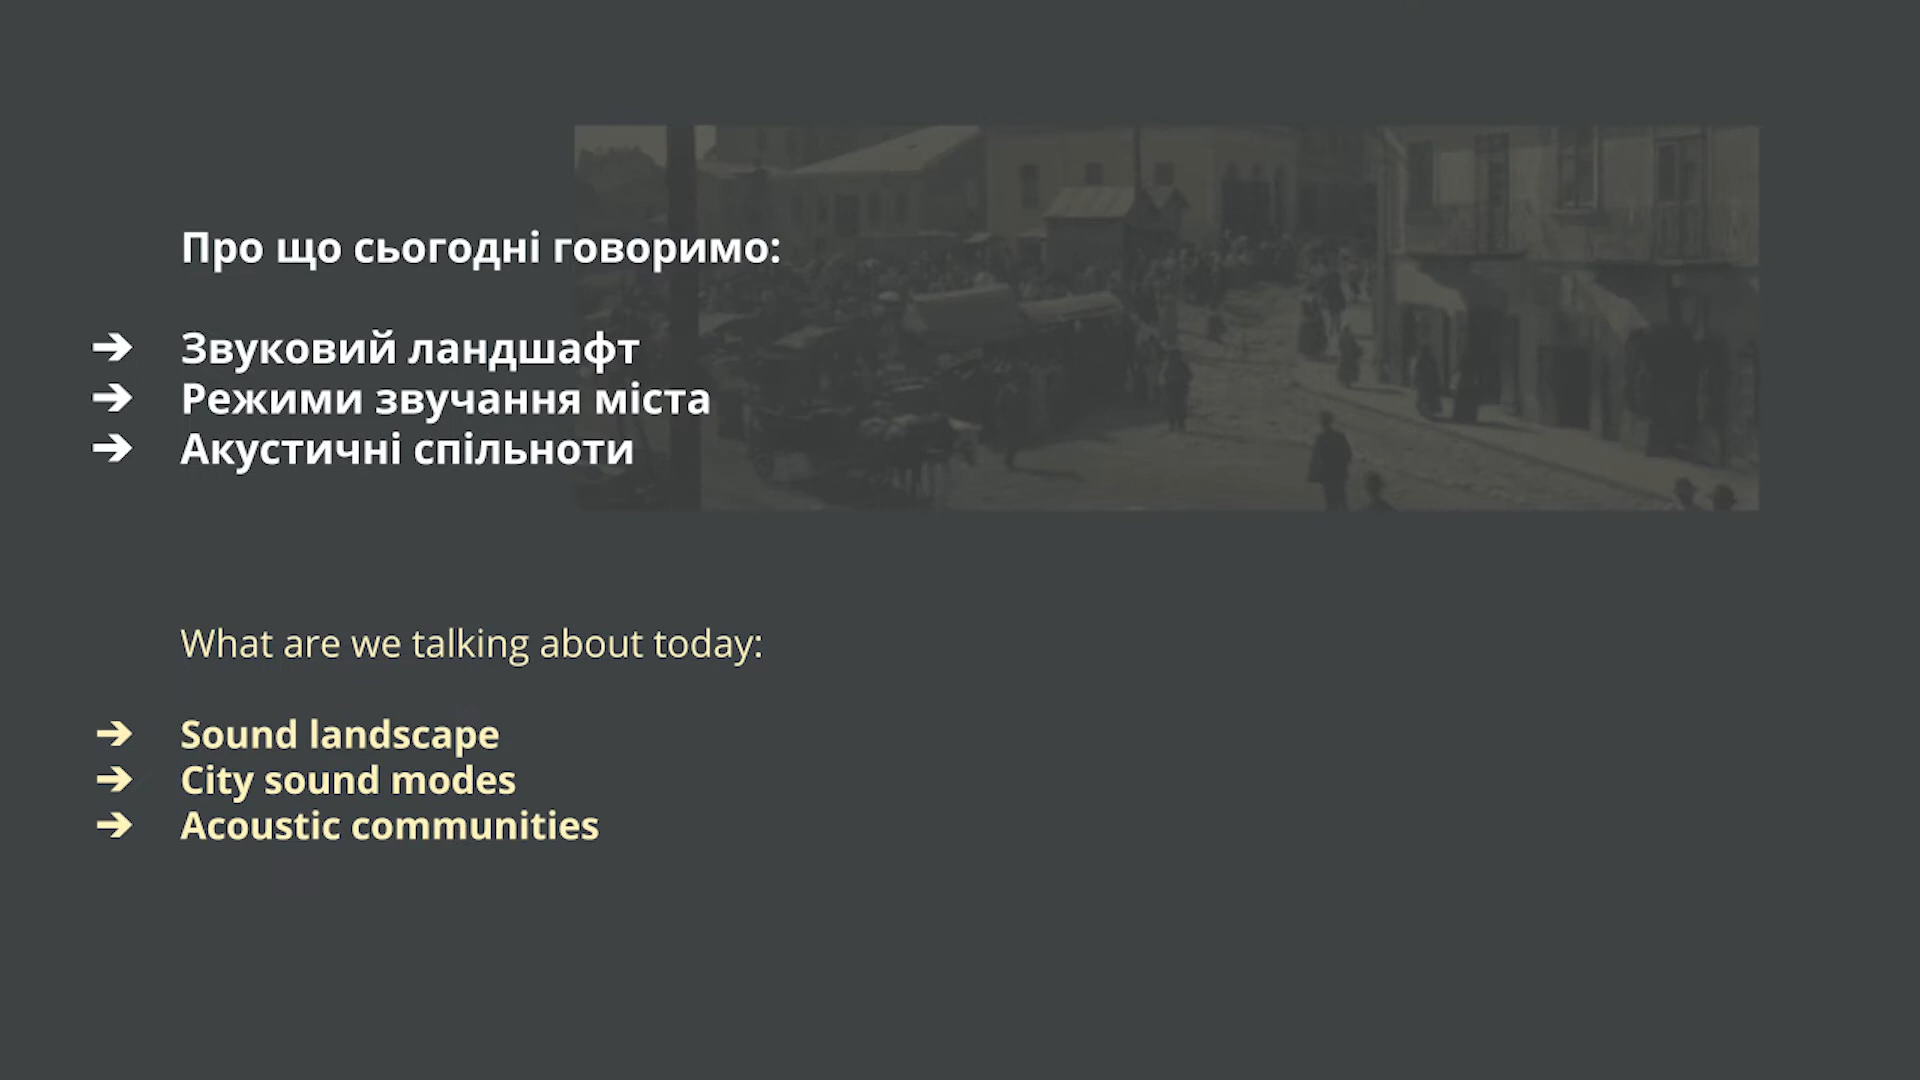 Про що сьогодні говоримо:
➔ Звуковий ландшафт
➔ Режими звучання міста
➔ Акустичні спільноти
What are we talking about today:
➔ Sound landscape
➔ City sound modes
➔ Acoustic communities